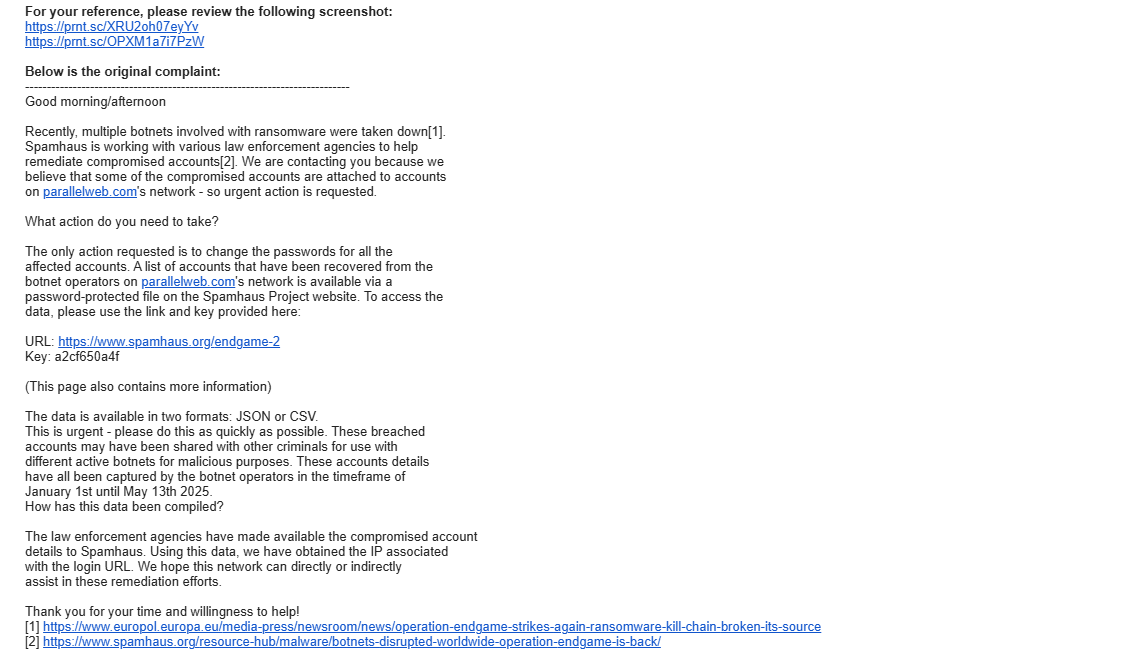 For your reference, please review the following screenshot:
https://prnt.sc/XRU2oh07eyYv
https://prnt.sc/OPXM1a7i7PzW
Below is the original complaint:
---------------------------------------------------------------------------
Good morning/afternoon
Recently, multiple botnets involved with ransomware were taken down[1].
Spamhaus is working with various law enforcement agencies to help
remediate compromised accounts[2]. We are contacting you because we
believe that some of the compromised accounts are attached to accounts
on parallelweb.com's network - so urgent action is requested.
What action do you need to take?
The only action requested is to change the passwords for all the
affected accounts. A list of accounts that have been recovered from the
botnet operators on parallelweb.com's network is available via a
password-protected file on the Spamhaus Project website. To access the
data, please use the link and key provided here:
URL: https://www.spamhaus.org/endgame-2
Key: a2cf650a4f
(This page also contains more information)
The data is available in two formats: JSON or CSV.
This is urgent - please do this as quickly as possible. These breached
accounts may have been shared with other criminals for use with
different active botnets for malicious purposes. These accounts details
have all been captured by the botnet operators in the timeframe of
January 1st until May 13th 2025.
How has this data been compiled?
The law enforcement agencies have made available the compromised account
details to Spamhaus. Using this data, we have obtained the IP associated
with the login URL. We hope this network can directly or indirectly
assist in these remediation efforts.
Thank you for your time and willingness to help!
[1] https://www.europol.europa.eu/media-press/newsroom/news/operation-endgame-strikes-again-ransomware-kill-chain-broken-its-source
[2] https://www.spamhaus.org/resource-hub/malware/botnets-disrupted-worldwide-operation-endgame-is-back/